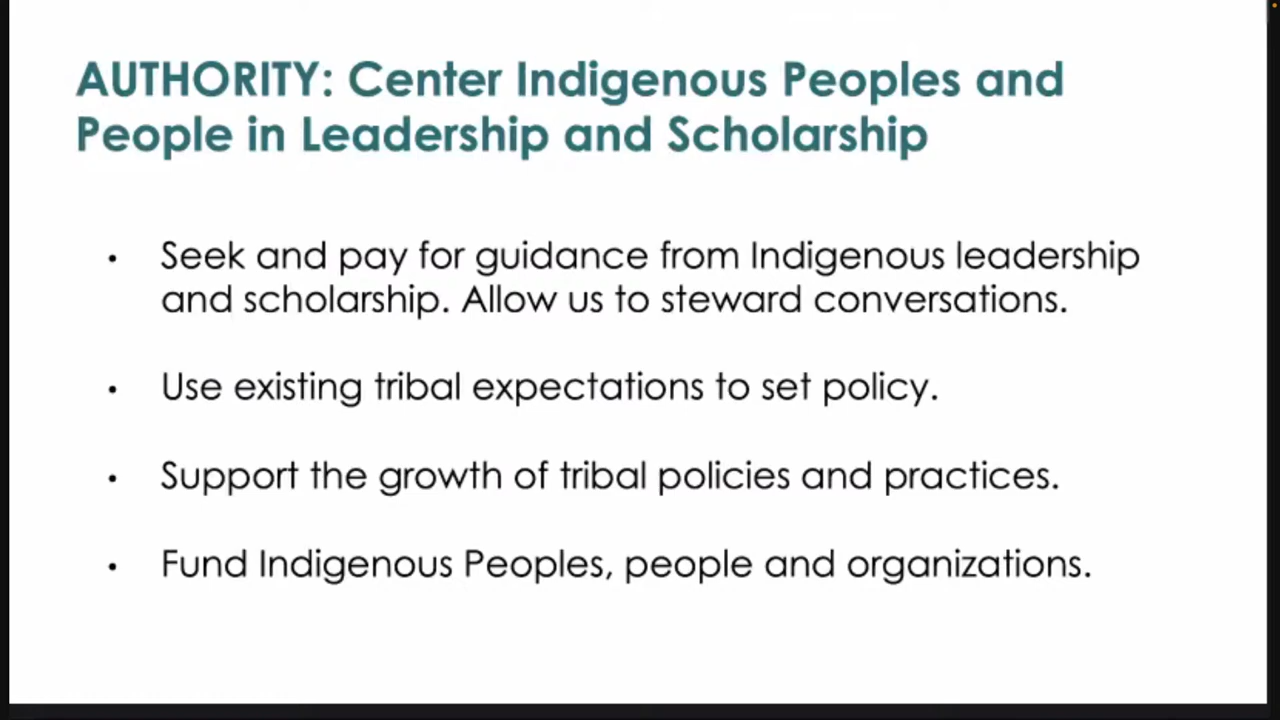 AUTHORITY: Center Indigenous Peoples and
People in Leadership and Scholarship
• Seek and pay for guidance from Indigenous leadership
and scholarship. Allow us to steward conversations.
• Use existing tribal expectations to set policy.
• Support the growth of tribal policies and practices.
• Fund Indigenous Peoples, people and organizations.